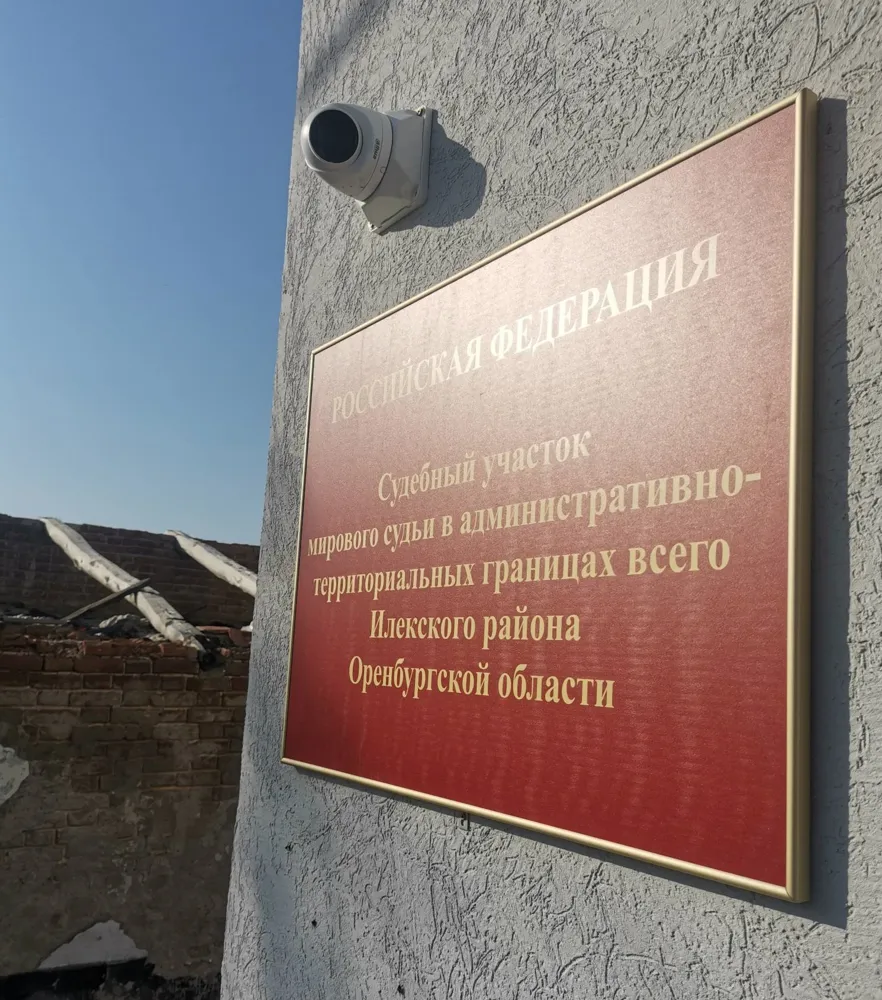 РОССИЙСКАЯ ФЕДЕРАЦИЯ
Судебный участок
мирового судьи в административно-
территориальных границах всего
Илекского района
Оренбургской области